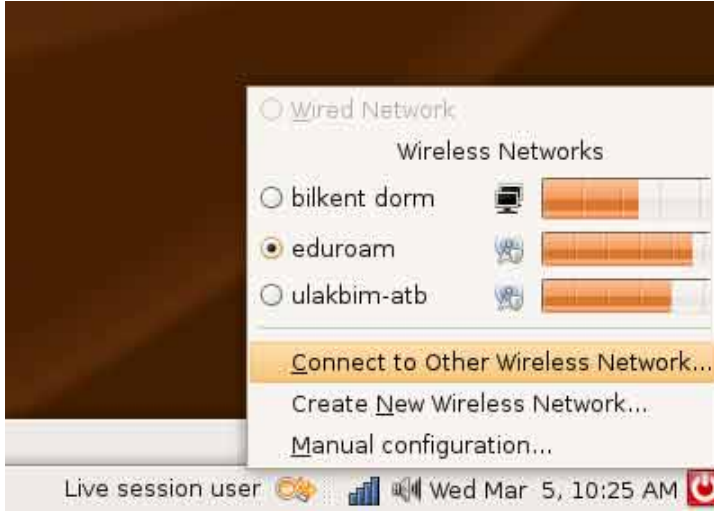 Wired Network
Wireless Networks
bilkent dorm
eduroam
ulakbim-atb
Connect to Other Wireless Network...
Create New Wireless Network...
Manual configuration...
Live session user Wed Mar 5, 10:25 AM